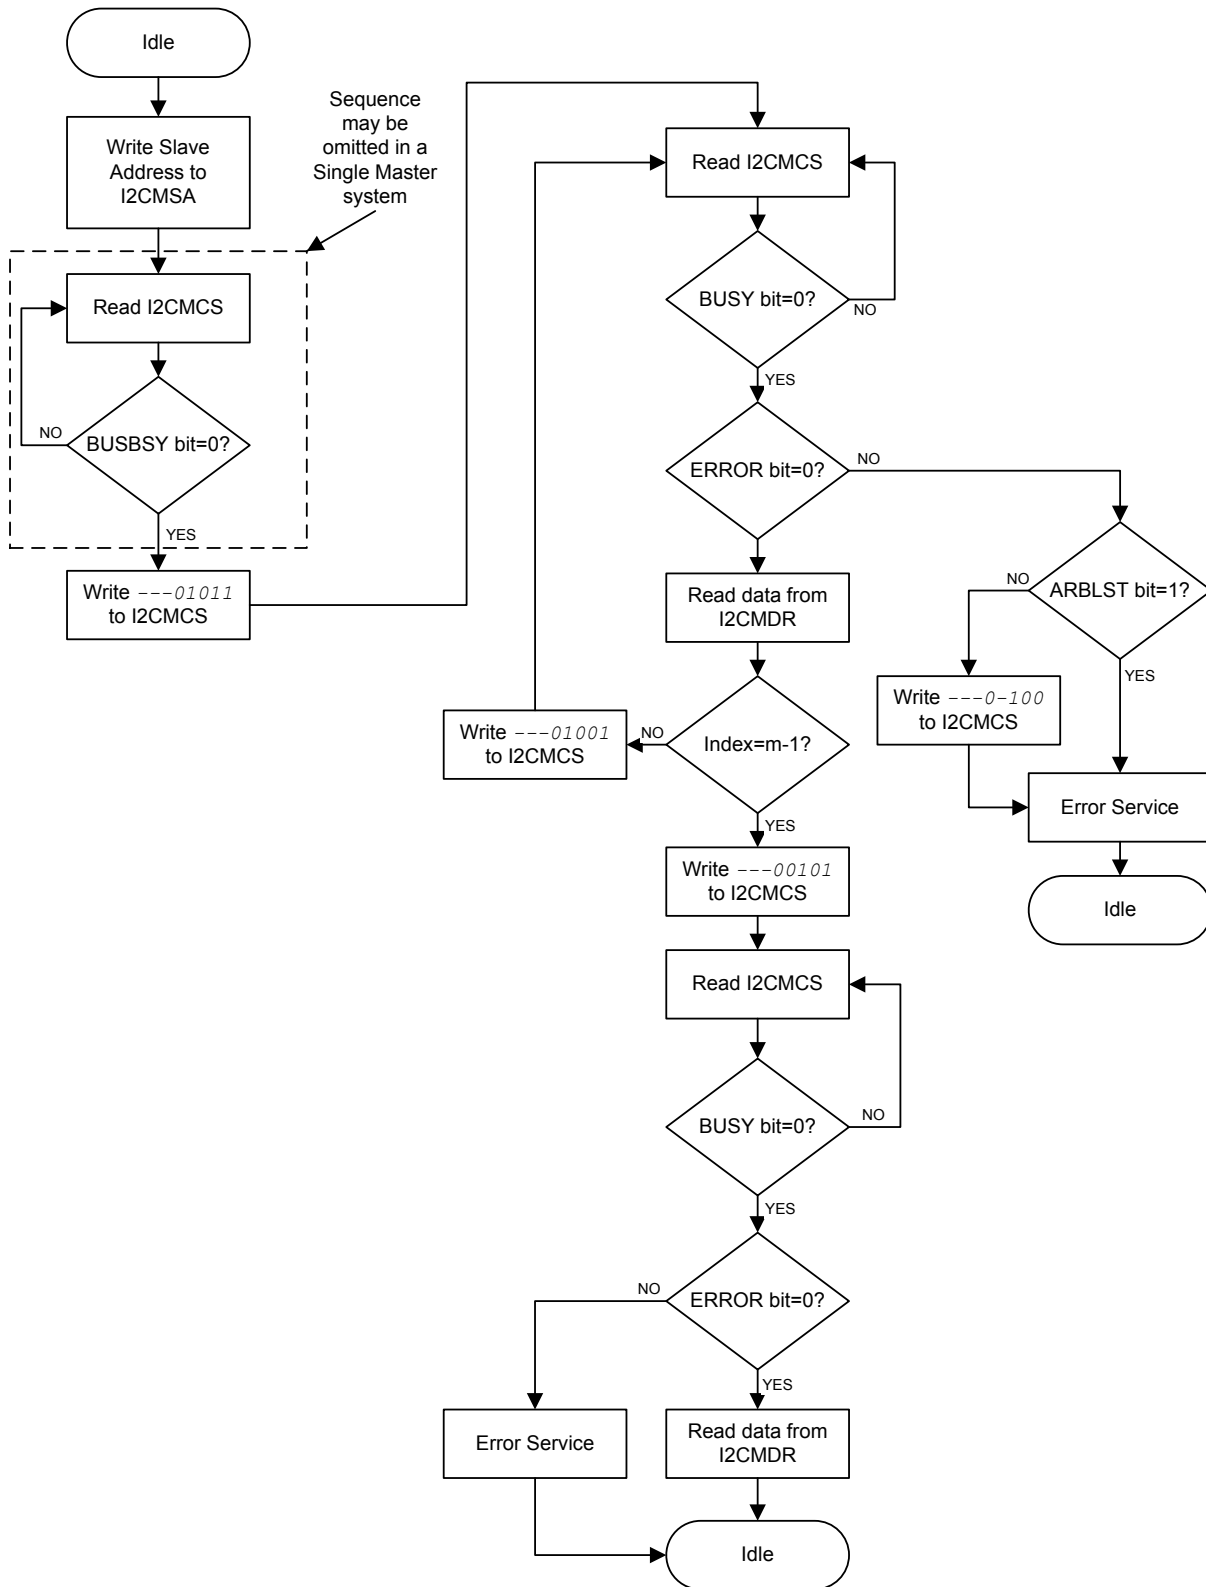 Idle
Write Slave
Address to
I2CMSA
Sequence
may be
omitted in a
Single Master
system
Read I2CMCS
BUSBSY bit=0?
NO
YES
Write ---01011
to I2CMCS
Read I2CMCS
BUSY bit=0?
NO
YES
ERROR bit=0?
NO
Read data from
I2CMDR
ARBLST bit=1?
NO
YES
Write ---0-100
to I2CMCS
Error Service
Idle
Index=m-1?
NO
Write ---01001
to I2CMCS
YES
Write ---00101
to I2CMCS
Read I2CMCS
BUSY bit=0?
NO
YES
ERROR bit=0?
NO
YES
Error Service
Read data from
I2CMDR
Idle